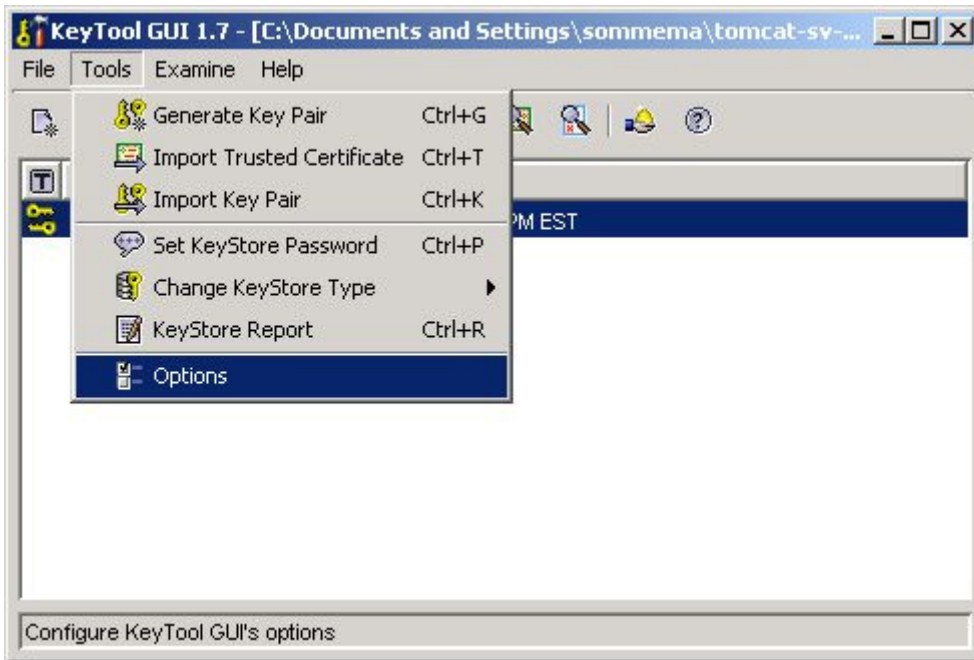 KeyTool GUI 1.7 - [C:\Documents and Settings\sommema\tomcat-sv-...
File Tools Examine Help
Generate Key Pair Ctrl+G
Import Trusted Certificate Ctrl+T
T
Import Key Pair Ctrl+K
PM EST
Set KeyStore Password Ctrl+P
Change KeyStore Type
KeyStore Report Ctrl+R
Options
Configure KeyTool GUI's options